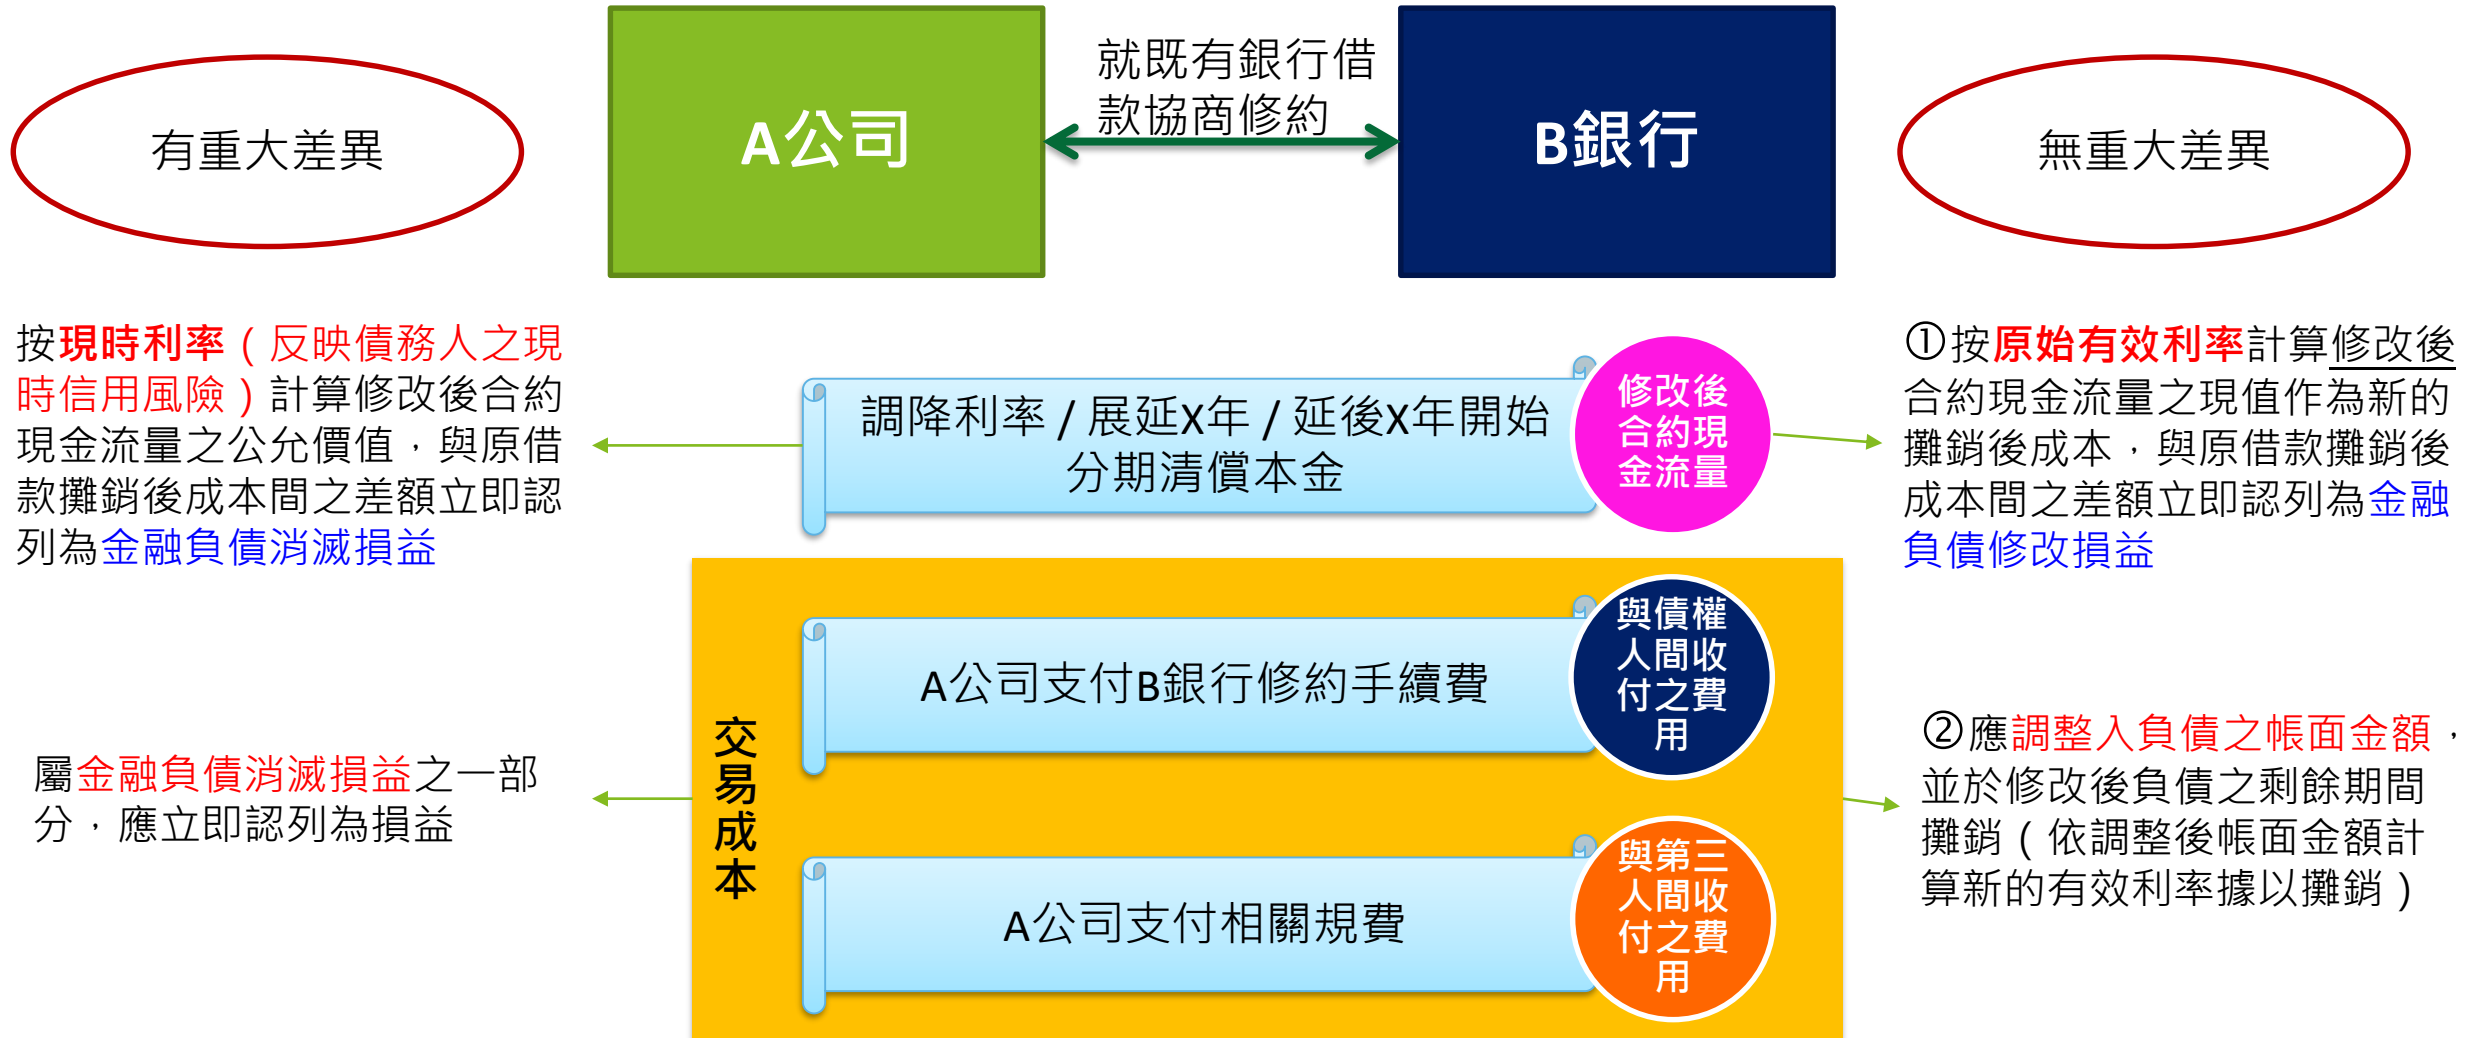 有重大差異
A公司
就既有銀行借
款協商修約
B銀行
無重大差異
按現時利率(反映債務人之現
時信用風險)計算修改後合約
現金流量之公允價值，與原借
款攤銷後成本間之差額立即認
列為金融負債消滅損益
調降利率 / 展延X年 / 延後X年開始
分期清償本金
修改後
合約現
金流量
①按原始有效利率計算修改後
合約現金流量之現值作為新的
攤銷後成本，與原借款攤銷後
成本間之差額立即認列為金融
負債修改損益
交
易
成
本
A公司支付B銀行修約手續費
與債權
人間收
付之費
用
A公司支付相關規費
與第三
人間收
付之費
用
屬金融負債消滅損益之一部
分，應立即認列為損益
②應調整入負債之帳面金額，
並於修改後負債之剩餘期間
攤銷(依調整後帳面金額計
算新的有效利率據以攤銷)